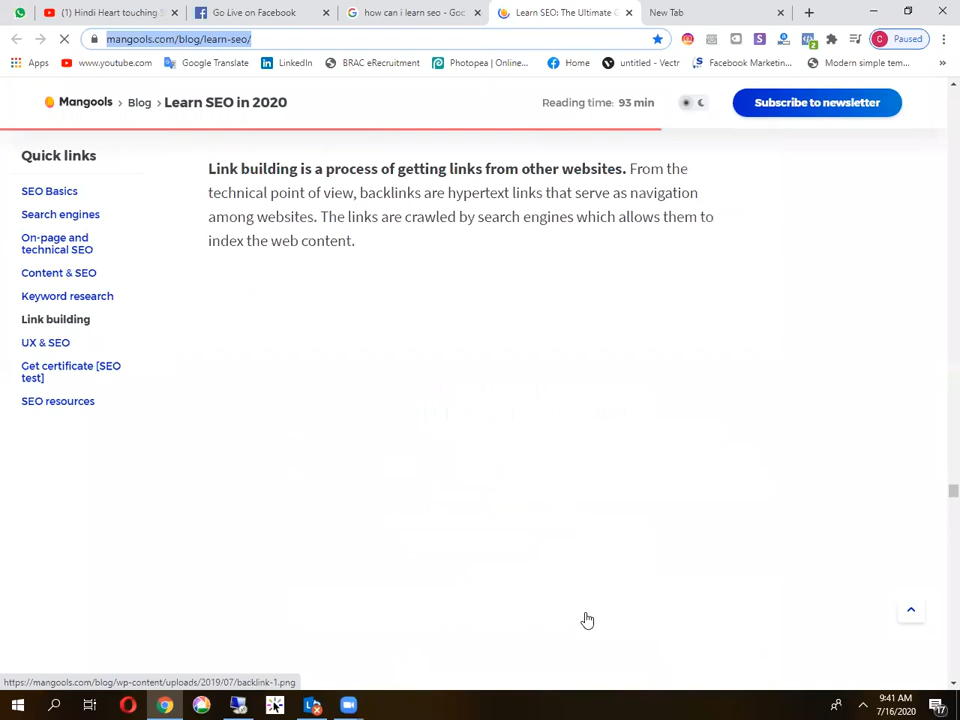 (1) Hindi Heart touching S
Go Live on Facebook
how can i learn seo - Goo
Learn SEO: The Ultimate G
New Tab
mangools.com/blog/learn-seo/
Paused
Apps
www.youtube.com
Google Translate
LinkedIn
BRAC eRecruitment
Photopea | Online...
Home
untitled - Vectr
Facebook Marketin...
Modern simple tem...
Mangools › Blog › Learn SEO in 2020
Reading time: 93 min
Subscribe to newsletter
Quick links
SEO Basics
Search engines
On-page and
technical SEO
Content & SEO
Keyword research
Link building
UX & SEO
Get certificate [SEO
test]
SEO resources
Link building is a process of getting links from other websites. From the
technical point of view, backlinks are hypertext links that serve as navigation
among websites. The links are crawled by search engines which allows them to
index the web content.
https://mangools.com/blog/wp-content/uploads/2019/07/backlink-1.png
9:41 AM
7/16/2020
17